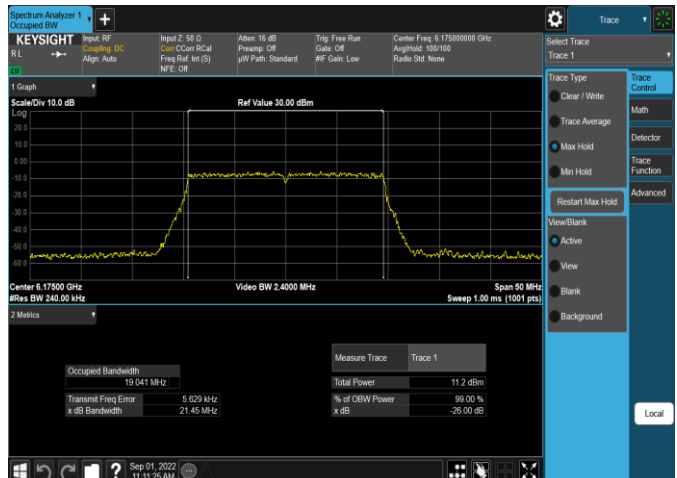 Spectrum Analyzer 1
Occupied BW
Trace
KEYSIGHT
RL
Input: RF
Coupling: DC
Align: Auto
Input Z: 50 Ω
Corr CCorr RCal
Freq Ref: Int (S)
NFE: Off
Atten: 16 dB
Preamp: Off
µW Path: Standard
Trig: Free Run
Gate: Off
#IF Gain: Low
Center Freq: 6.175000000 GHz
Avg|Hold: 100/100
Radio Std: None
Select Trace
Trace 1
1 Graph
Scale/Div 10.0 dB
Ref Value 30.00 dBm
Log
20.0
10.0
0.00
-10.0
-20.0
-30.0
-40.0
-50.0
-60.0
Center 6.17500 GHz
#Res BW 240.00 kHz
Video BW 2.4000 MHz
Span 50 MHz
Sweep 1.00 ms (1001 pts)
2 Metrics
Occupied Bandwidth
19.041 MHz
Transmit Freq Error 5.629 kHz
x dB Bandwidth 21.45 MHz
Measure Trace Trace 1
Total Power 11.2 dBm
% of OBW Power 99.00 %
x dB -26.00 dB
Trace Type
Clear / Write
Trace Average
Max Hold
Min Hold
Restart Max Hold
View/Blank
Active
View
Blank
Background
Trace
Control
Math
Detector
Trace
Function
Advanced
Local
Sep 01, 2022
11:11:25 AM